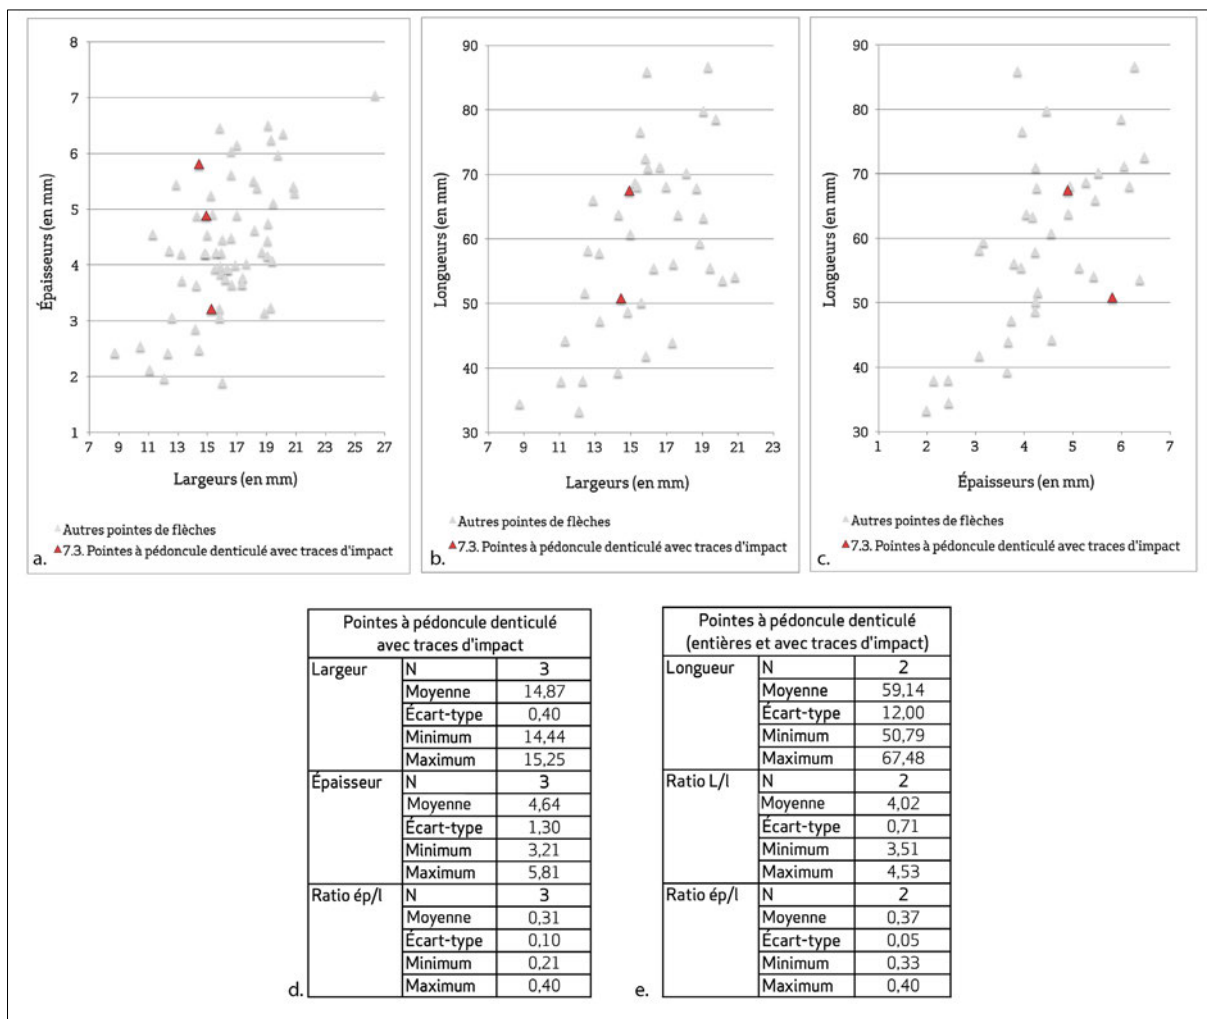 8
7
6
5
4
3
2
1
7 9 11 13 15 17 19 21 23 25 27
Épaisseurs (en mm)
Largeurs (en mm)
Autres pointes de flèches
7.3. Pointes à pédoncule denticulé avec traces d'impact
a.
90
80
70
60
50
40
30
7 9 11 13 15 17 19 21 23
Longueurs (en mm)
Largeurs (en mm)
Autres pointes de flèches
7.3. Pointes à pédoncule denticulé avec traces d'impact
b.
90
80
70
60
50
40
30
1 2 3 4 5 6 7
Longueurs (en mm)
Épaisseurs (en mm)
Autres pointes de flèches
7.3. Pointes à pédoncule denticulé avec traces d'impact
c.
Pointes à pédoncule denticulé
avec traces d'impact
Largeur N 3
Moyenne 14,87
Écart-type 0,40
Minimum 14,44
Maximum 15,25
Épaisseur N 3
Moyenne 4,64
Écart-type 1,30
Minimum 3,21
Maximum 5,81
Ratio ép/l N 3
Moyenne 0,31
Écart-type 0,10
Minimum 0,21
Maximum 0,40
d.
Pointes à pédoncule denticulé
(entières et avec traces d'impact)
Longueur N 2
Moyenne 59,14
Écart-type 12,00
Minimum 50,79
Maximum 67,48
Ratio L/l N 2
Moyenne 4,02
Écart-type 0,71
Minimum 3,51
Maximum 4,53
Ratio ép/l N 2
Moyenne 0,37
Écart-type 0,05
Minimum 0,33
Maximum 0,40
e.